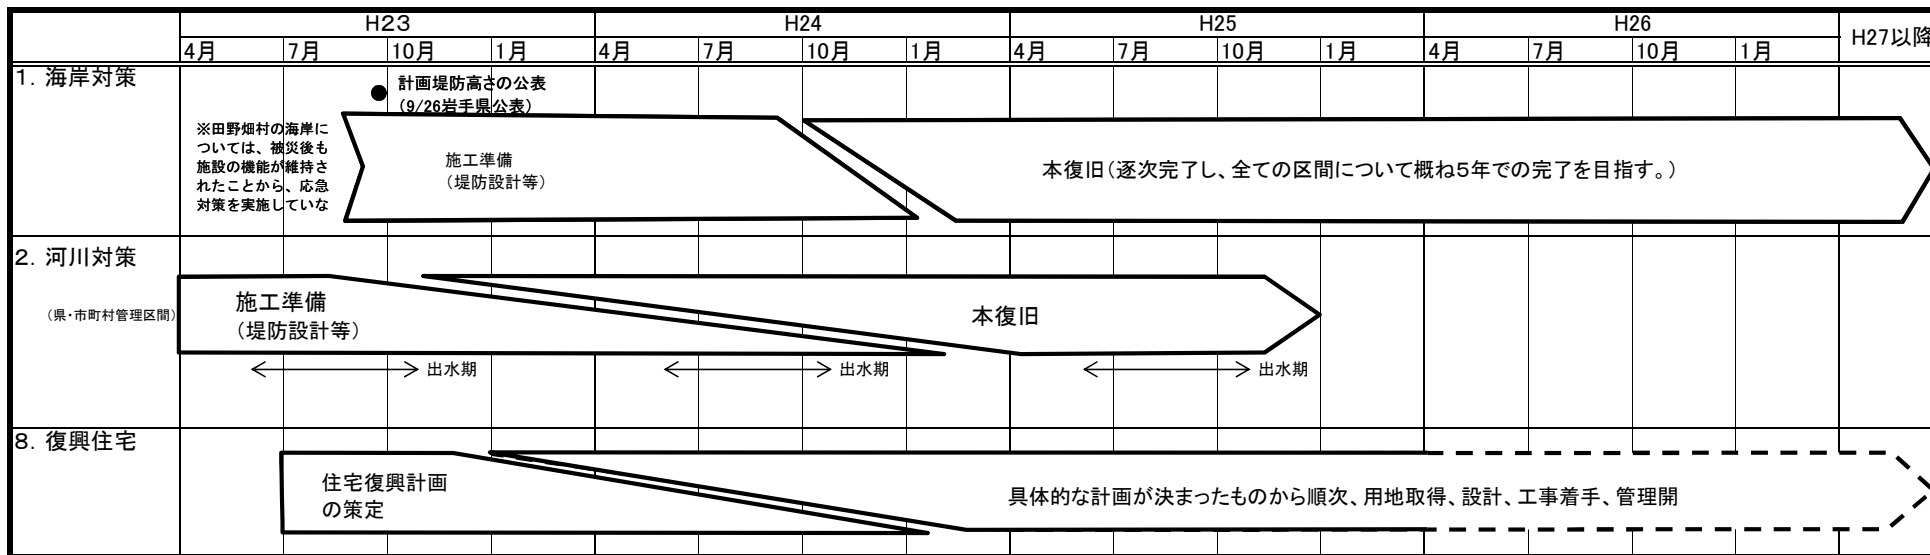 H23 H24 H25 H26 H27以降
4月 7月 10月 1月 4月 7月 10月 1月 4月 7月 10月 1月 4月 7月 10月 1月
1．海岸対策
計画堤防高さの公表
（9/26岩手県公表）
※田野畑村の海岸に
ついては、被災後も
施設の機能が維持さ
れたことから、応急
対策を実施していな
施工準備
（堤防設計等）
本復旧（逐次完了し、全ての区間について概ね５年での完了を目指す。）
2．河川対策
（県・市町村管理区間）
施工準備
（堤防設計等）
本復旧
出水期 出水期 出水期
8．復興住宅
住宅復興計画
の策定
具体的な計画が決まったものから順次、用地取得、設計、工事着手、管理開